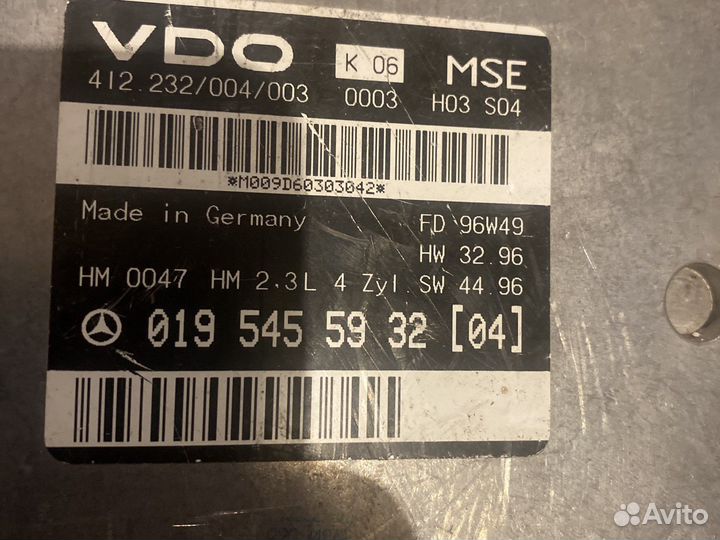 VDO K 06 MSE
412.232/004/003 0003 H03 S04
*M009D60303042*
Made in Germany FD 96W49
HW 32.96
HM 0047 HM 2.3L 4 Zyl. SW 44.96
019 545 59 32 [04]
Avito